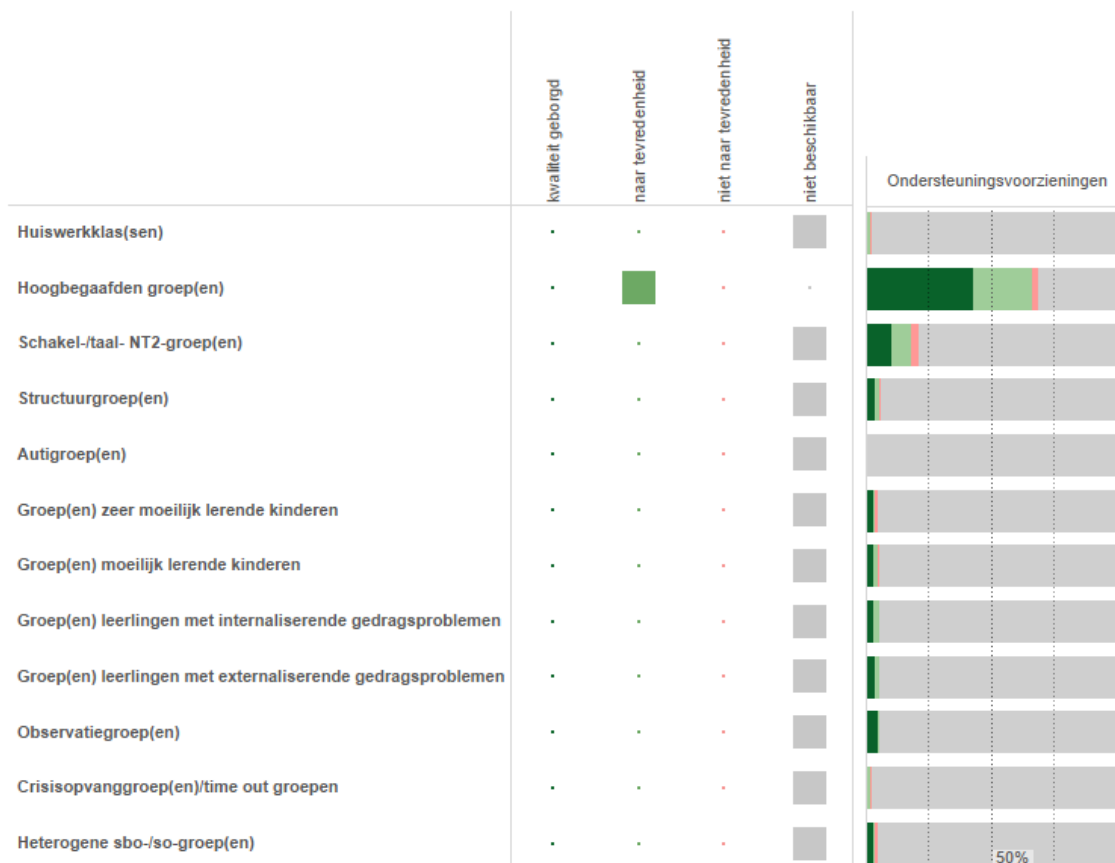 kwaliteit geborgd
naar tevredenheid
niet naar tevredenheid
niet beschikbaar
Ondersteuningsvoorzieningen
Huiswerkklas(sen)
Hoogbegaafden groep(en)
Schakel-/taal- NT2-groep(en)
Structuurgroep(en)
Autigroep(en)
Groep(en) zeer moeilijk lerende kinderen
Groep(en) moeilijk lerende kinderen
Groep(en) leerlingen met internaliserende gedragsproblemen
Groep(en) leerlingen met externaliserende gedragsproblemen
Observatiegroep(en)
Crisisopvanggroep(en)/time out groepen
Heterogene sbo-/so-groep(en)
50%